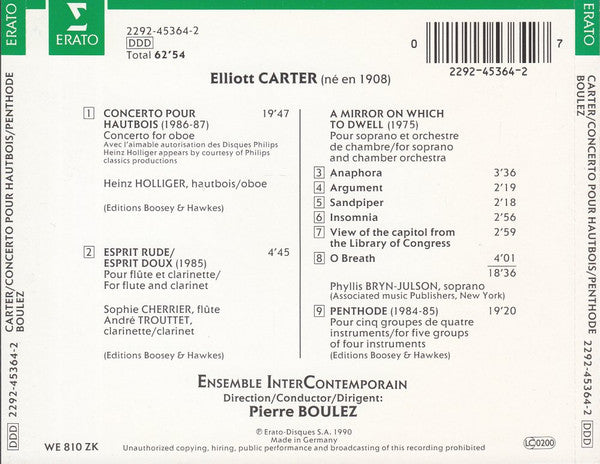 ERATO
CARTER/CONCERTO POUR HAUTBOIS/PENTHODE
BOULEZ
2292-45364-2
DDD
ERATO
2292-45364-2
DDD
Total 62'54
0
7
2292-45364-2
Elliott CARTER (né en 1908)
1 CONCERTO POUR 19'47
HAUTBOIS (1986-87)
Concerto for oboe
Avec l'aimable autorisation des Disques Philips
Heinz Holliger appears by courtesy of Philips
classics productions
Heinz HOLLIGER, hautbois/oboe
(Editions Boosey & Hawkes)
2 ESPRIT RUDE/ 4'45
ESPRIT DOUX (1985)
Pour flûte et clarinette/
For flute and clarinet
Sophie CHERRIER, flûte
André TROUTTET,
clarinette/clarinet
(Editions Boosey & Hawkes)
A MIRROR ON WHICH
TO DWELL (1975)
Pour soprano et orchestre
de chambre/for soprano
and chamber orchestra
3 Anaphora 3'36
4 Argument 2'19
5 Sandpiper 2'18
6 Insomnia 2'56
7 View of the capitol from 2'59
the Library of Congress
8 O Breath 4'01
18'36
Phyllis BRYN-JULSON, soprano
(Associated music Publishers, New York)
9 PENTHODE (1984-85) 19'20
Pour cinq groupes de quatre
instruments/for five groups
of four instruments
(Editions Boosey & Hawkes)
ENSEMBLE INTERCONTEMPORAIN
Direction/Conductor/Dirigent:
Pierre BOULEZ
℗ Erato-Disques S.A. 1990
Made in Germany
WE 810 ZK
Unauthorized copying, hiring, public performance and broadcasting of this recording prohibited
LC 0200
ERATO
CARTER/CONCERTO POUR HAUTBOIS/PENTHODE
BOULEZ
2292-45364-2
DDD